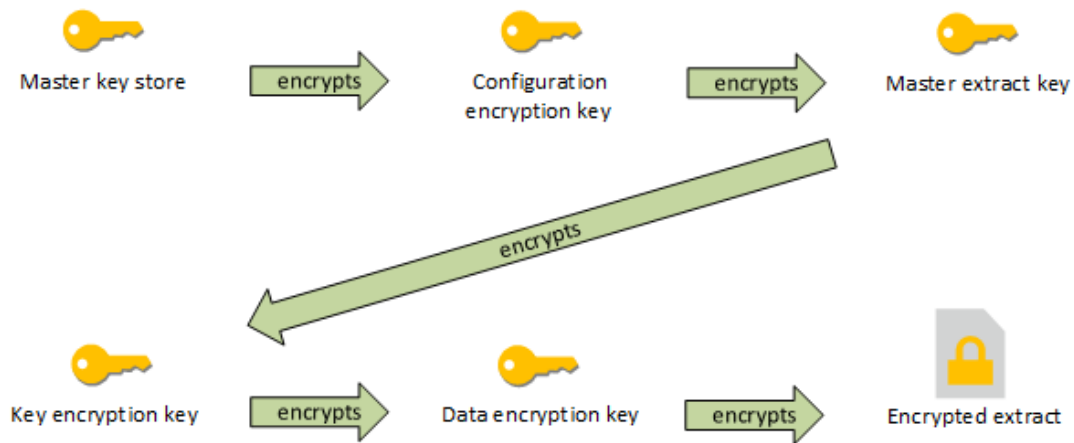 Master key store
encrypts
Configuration
encryption key
encrypts
Master extract key
encrypts
Key encryption key
encrypts
Data encryption key
encrypts
Encrypted extract